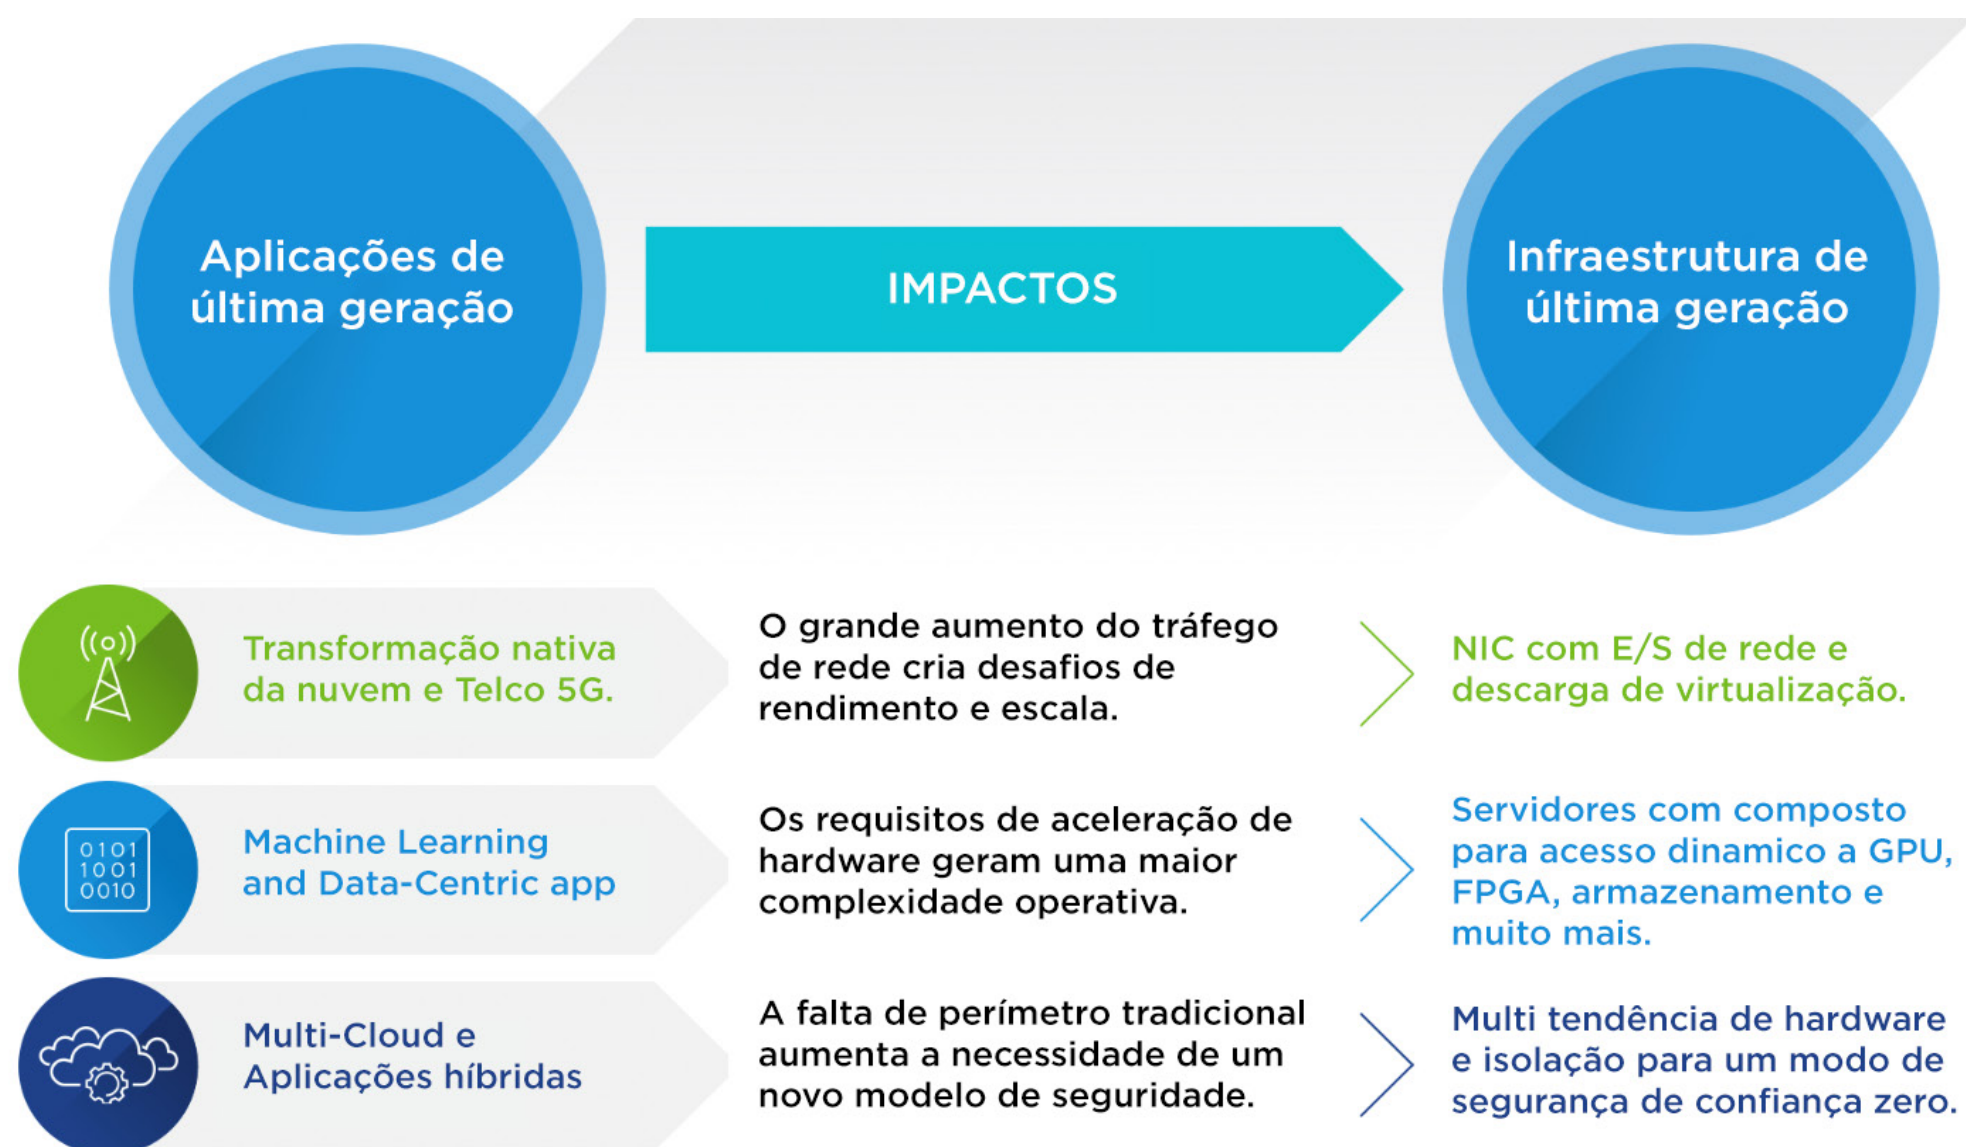 Aplicações de
última geração
IMPACTOS
Infraestrutura de
última geração
Transformação nativa
da nuvem e Telco 5G.
O grande aumento do tráfego
de rede cria desafios de
rendimento e escala.
NIC com E/S de rede e
descarga de virtualização.
0101
1001
0010
Machine Learning
and Data-Centric app
Os requisitos de aceleração de
hardware geram uma maior
complexidade operativa.
Servidores com composto
para acesso dinamico a GPU,
FPGA, armazenamento e
muito mais.
Multi-Cloud e
Aplicações híbridas
A falta de perímetro tradicional
aumenta a necessidade de um
novo modelo de seguridade.
Multi tendência de hardware
e isolação para um modo de
segurança de confiança zero.